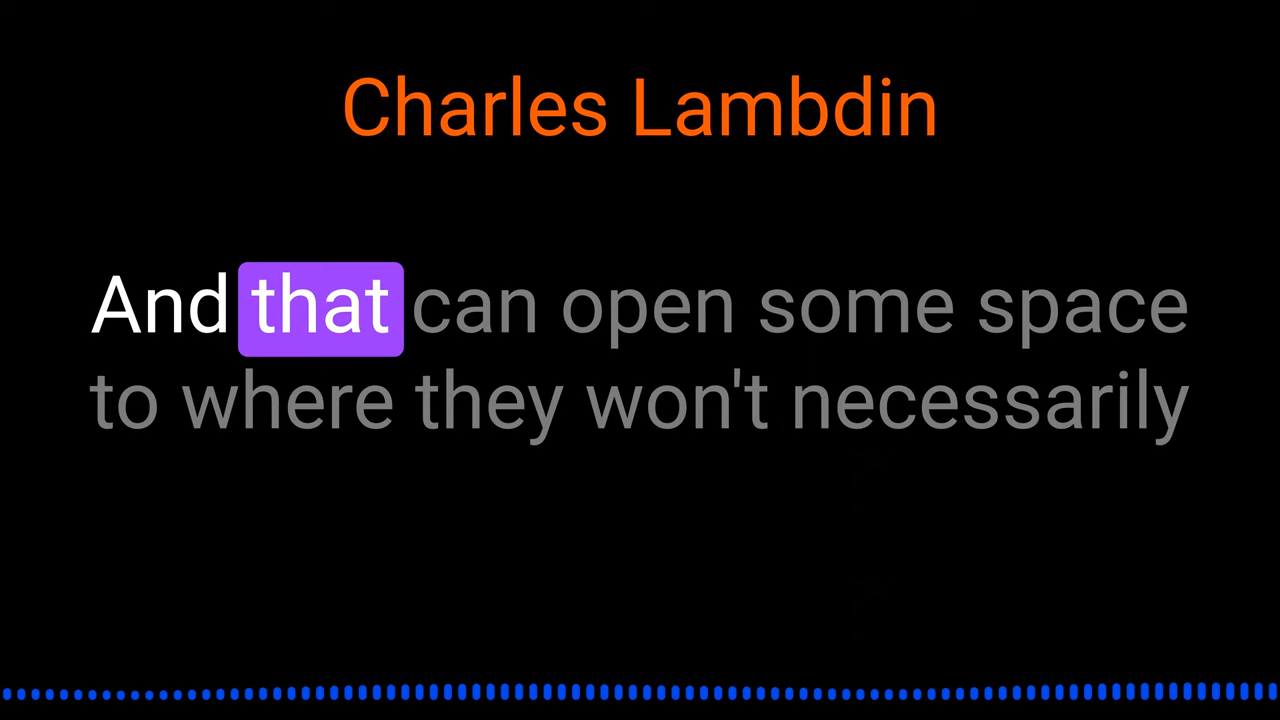 Charles Lambdin
And that can open some space
to where they won't necessarily